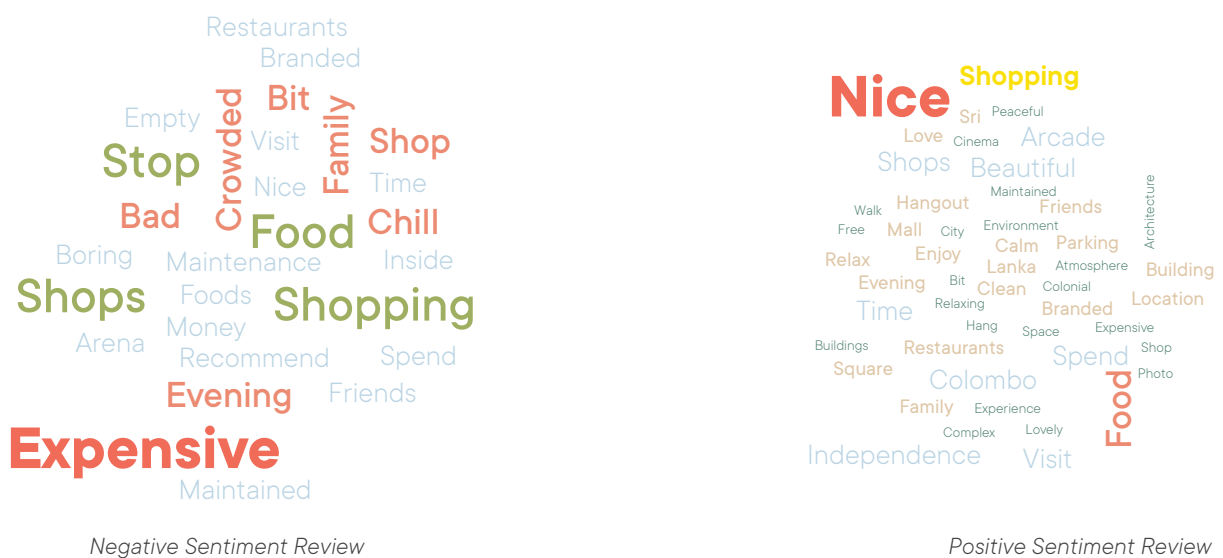 Restaurants
Branded
Bit
Empty
Crowded
Family
Visit
Shop
Stop
Nice
Time
Bad
Food
Chill
Boring
Maintenance
Inside
Shops
Foods
Shopping
Money
Arena
Recommend
Spend
Evening
Friends
Expensive
Maintained
Negative Sentiment Review
Shopping
Nice
Sri
Peaceful
Love
Cinema
Arcade
Shops
Beautiful
Maintained
Architecture
Walk
Hangout
Friends
Free
Mall
City
Environment
Calm
Parking
Relax
Enjoy
Lanka
Atmosphere
Building
Evening
Bit
Clean
Colonial
Location
Time
Relaxing
Branded
Hang
Space
Expensive
Buildings
Restaurants
Shop
Square
Spend
Photo
Colombo
Food
Family
Experience
Complex
Lovely
Independence
Visit
Positive Sentiment Review